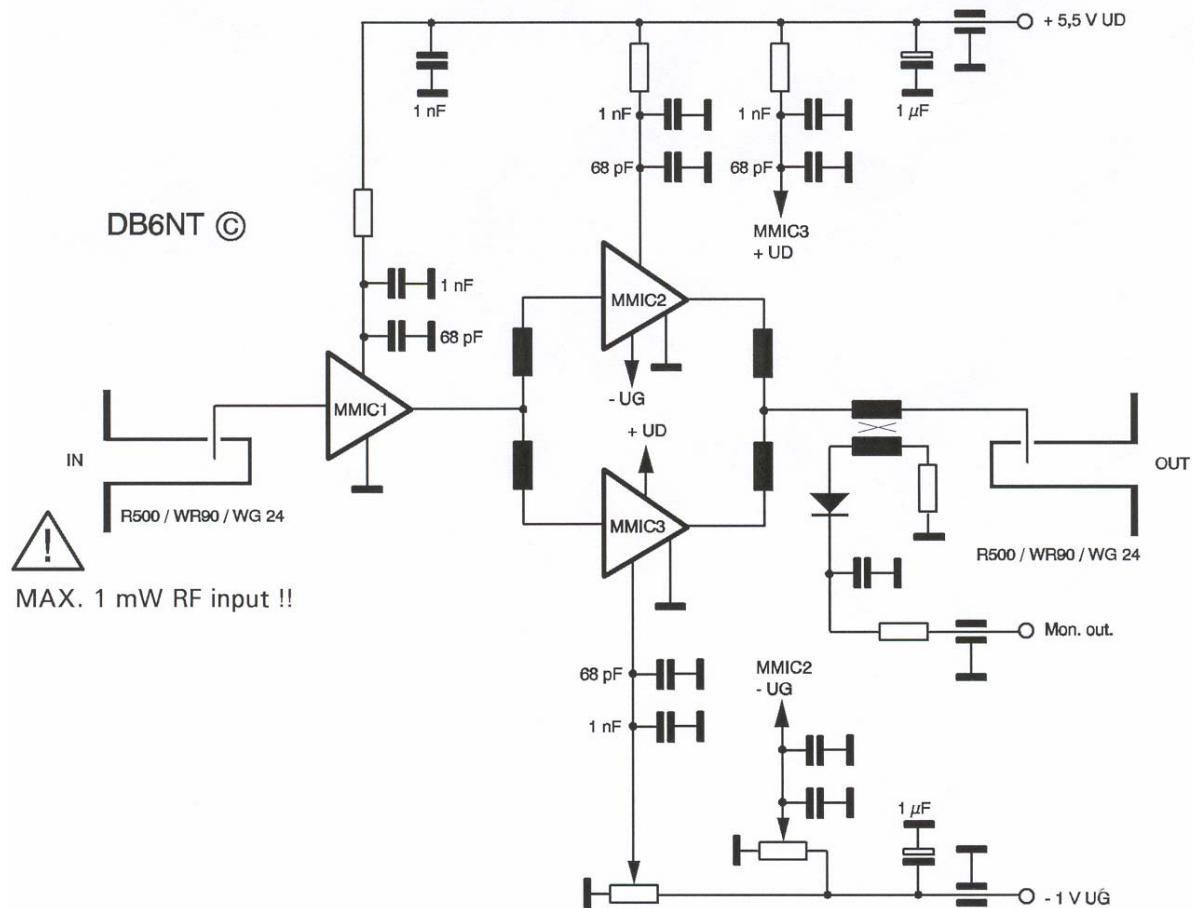 + 5,5 V UD
1 nF
1 nF
1 nF
1 µF
68 pF
68 pF
DB6NT ©
MMIC3
+ UD
1 nF
MMIC2
68 pF
- UG
MMIC1
+ UD
IN
OUT
MMIC3
R500 / WR90 / WG 24
R500 / WR90 / WG 24
!
MAX. 1 mW RF input !!
Mon. out.
68 pF
MMIC2
- UG
1 nF
1 µF
- 1 V UG